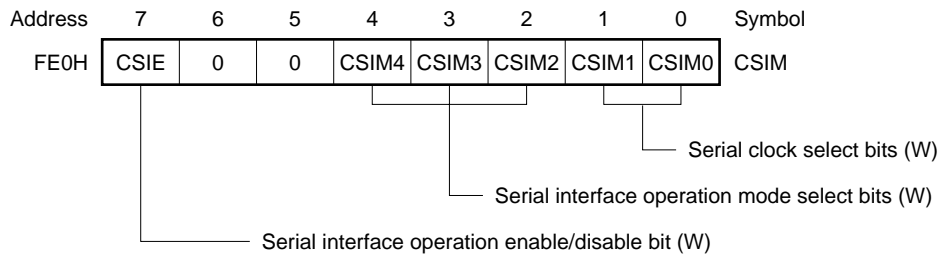 Address 7 6 5 4 3 2 1 0 Symbol
FE0H CSIE 0 0 CSIM4 CSIM3 CSIM2 CSIM1 CSIM0 CSIM
Serial clock select bits (W)
Serial interface operation mode select bits (W)
Serial interface operation enable/disable bit (W)